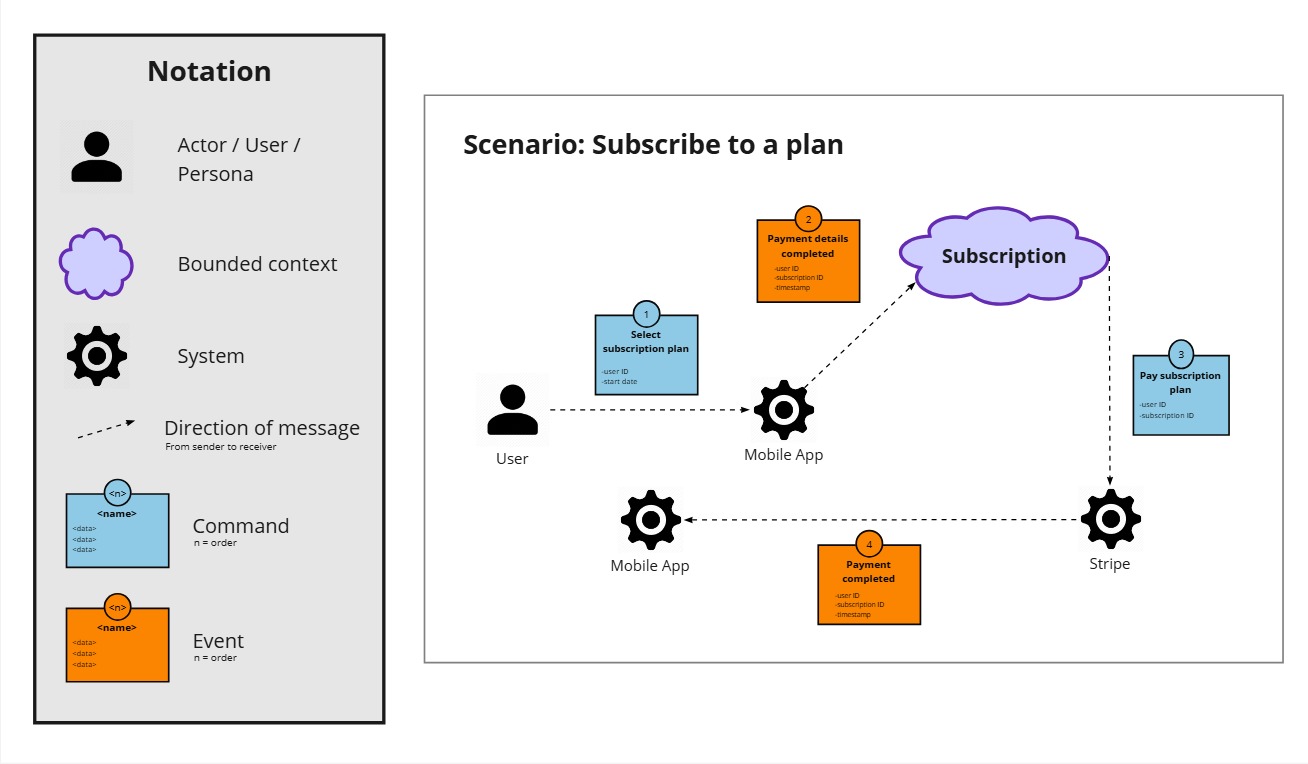 Notation
Actor / User /
Persona
Bounded context
System
Direction of message
From sender to receiver
<n>
<name>
<data>
<data>
<data>
Command
n = order
<n>
<name>
<data>
<data>
<data>
Event
n = order
Scenario: Subscribe to a plan
1
Select
subscription plan
-user ID
-start date
User
Mobile App
2
Payment details
completed
-user ID
-subscription ID
-timestamp
Subscription
3
Pay subscription
plan
-user ID
-subscription ID
Stripe
4
Payment
completed
-user ID
-subscription ID
-timestamp
Mobile App